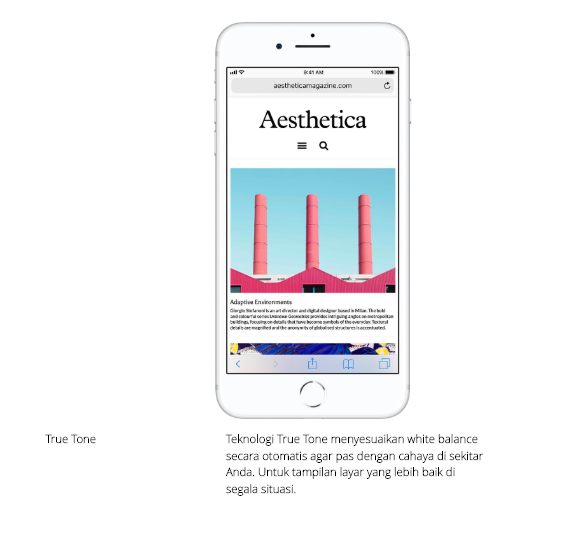 9:41 AM
100%
aestheticamagazine.com
Aesthetica
Adaptive Environments
Giorgio Stefanoni is an art director and digital designer based in Milan. The bold
and colourful series Unknown Geometries provides intriguing angles on metropolitan
buildings, focusing on details that have become symbols of the everyday. Textural
details are magnified and the anonymity of globalised structures is accentuated.
True Tone
Teknologi True Tone menyesuaikan white balance
secara otomatis agar pas dengan cahaya di sekitar
Anda. Untuk tampilan layar yang lebih baik di
segala situasi.